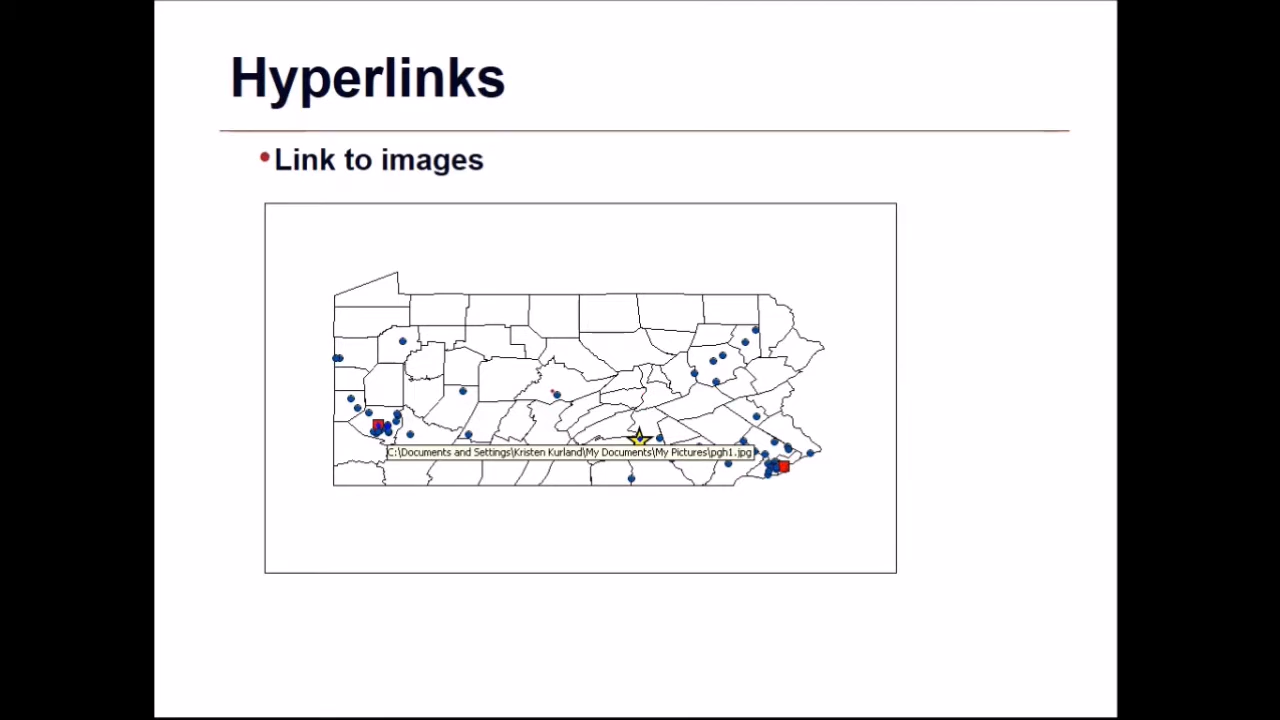 Hyperlinks
•Link to images
C:\Documents and Settings\Kristen Kurland\My Documents\My Pictures\pgh1.jpg